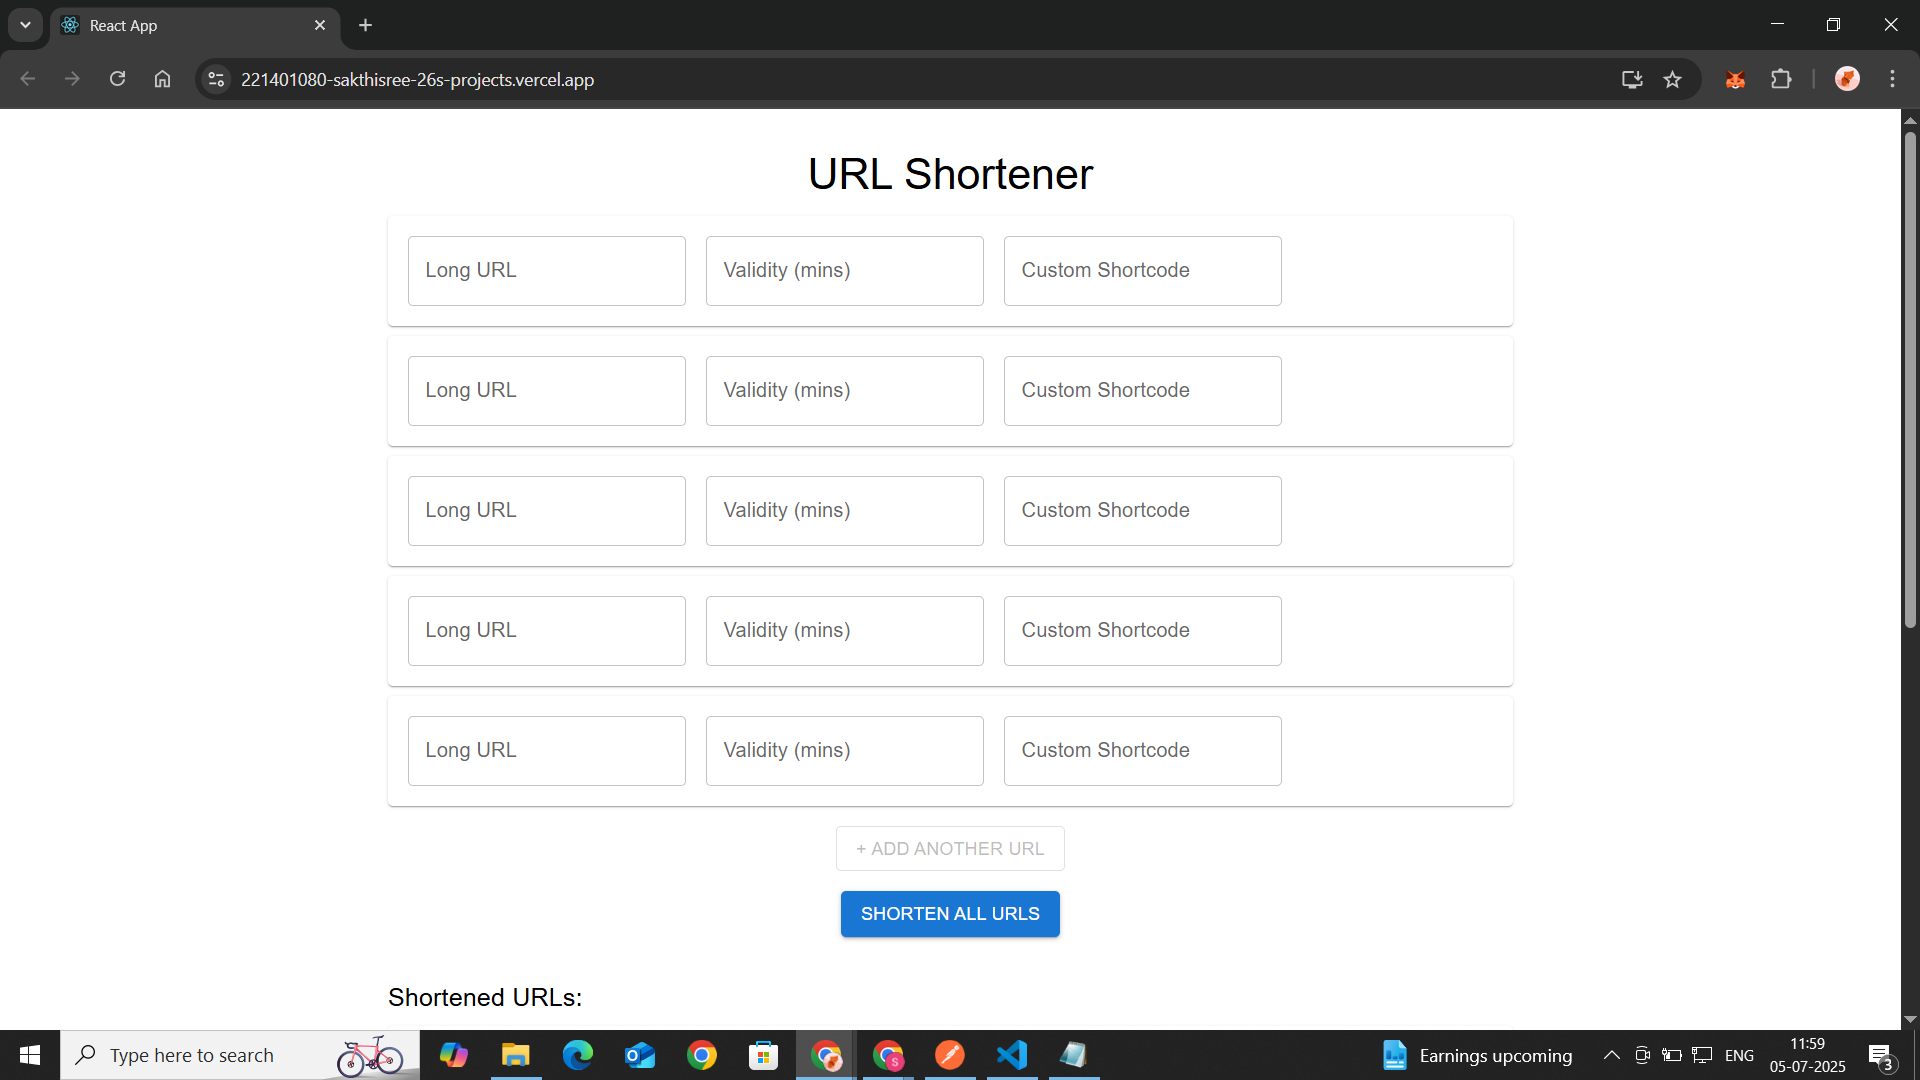 React App
221401080-sakthisree-26s-projects.vercel.app
URL Shortener
Long URL Validity (mins) Custom Shortcode
Long URL Validity (mins) Custom Shortcode
Long URL Validity (mins) Custom Shortcode
Long URL Validity (mins) Custom Shortcode
Long URL Validity (mins) Custom Shortcode
+ ADD ANOTHER URL
SHORTEN ALL URLS
Shortened URLs:
Type here to search
S
Earnings upcoming
ENG
11:59
05-07-2025
3